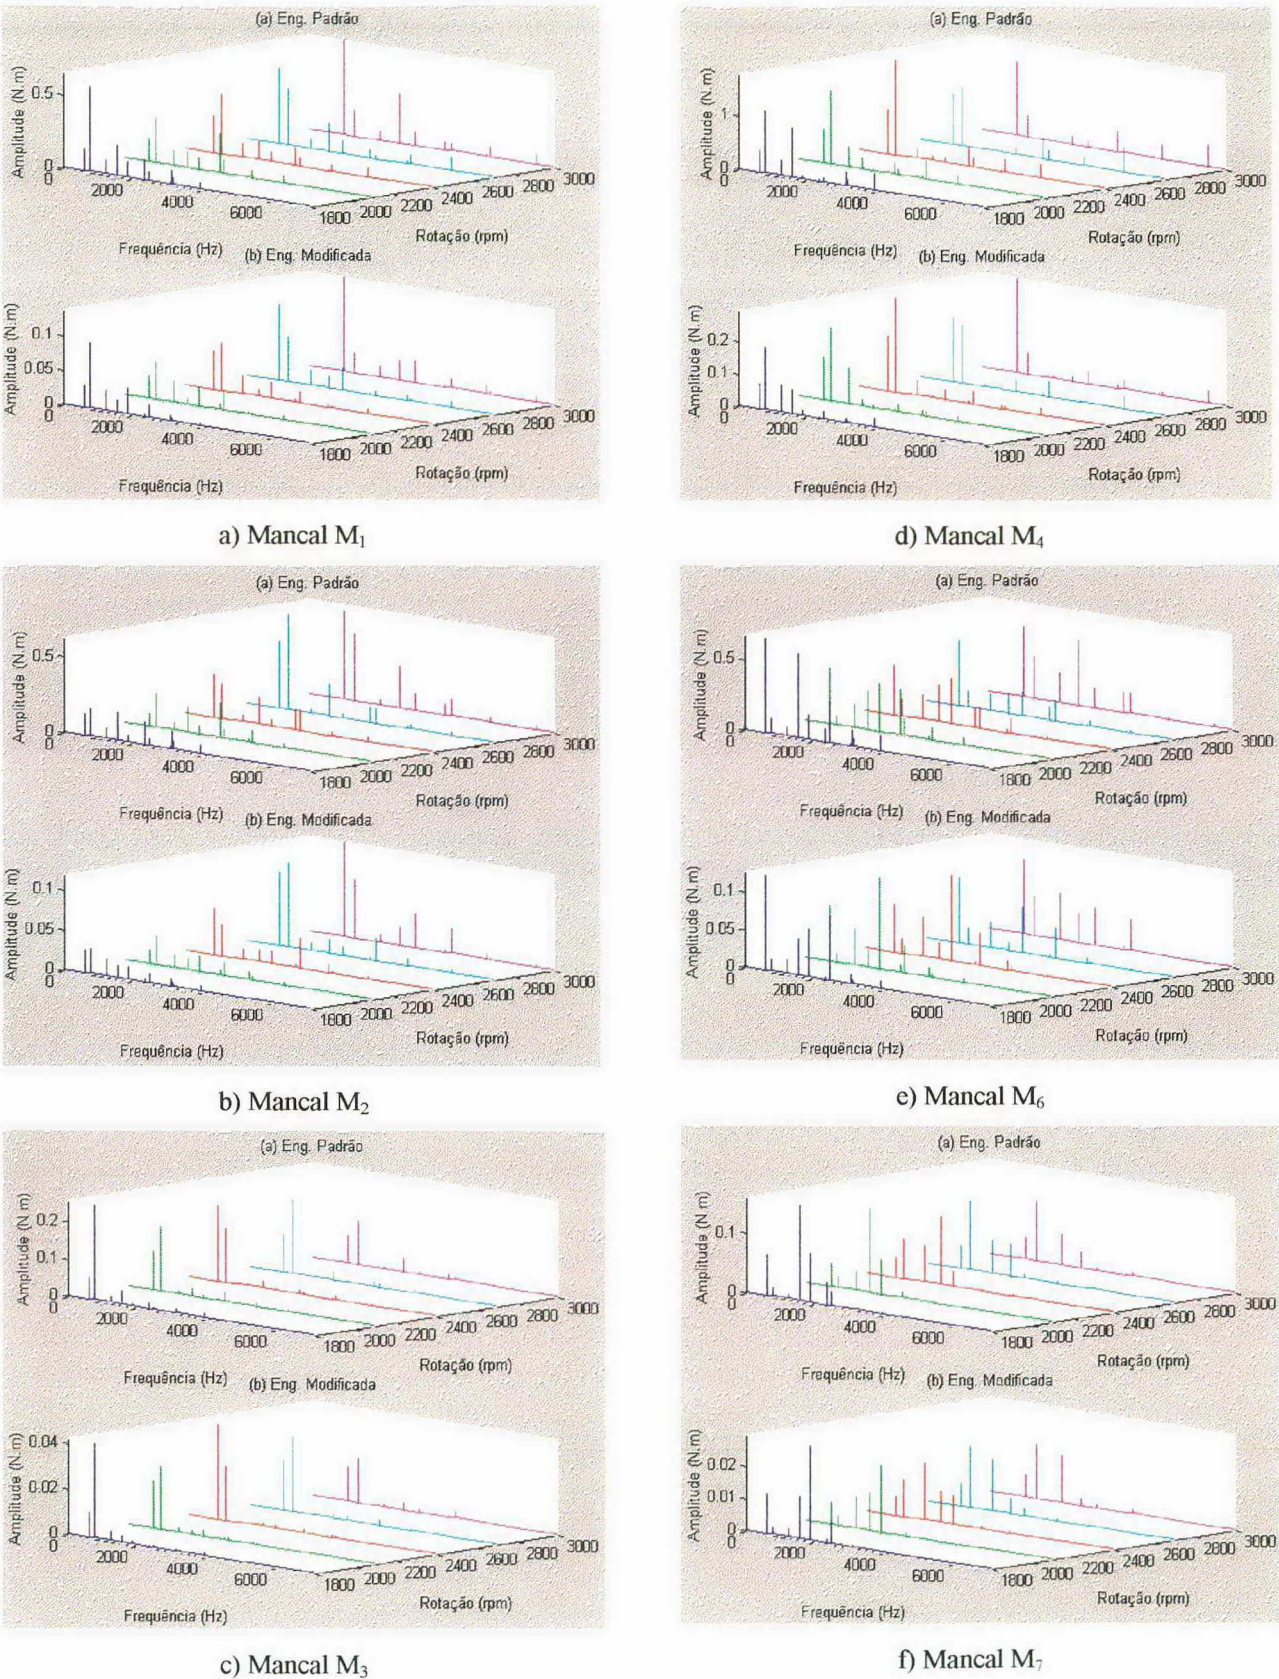 (a) Eng. Padrão
Amplitude (N.m)
0.5
0
0
2000
4000
6000
1800 2000 2200 2400 2600 2800 3000
Frequência (Hz)
Rotação (rpm)
(b) Eng. Modificada
Amplitude (N.m)
0.1
0.05
0
0
2000
4000
6000
1800 2000 2200 2400 2600 2800 3000
Frequência (Hz)
Rotação (rpm)
a) Mancal M₁
(a) Eng. Padrão
Amplitude (N.m)
1
0
0
2000
4000
6000
1800 2000 2200 2400 2600 2800 3000
Frequência (Hz)
Rotação (rpm)
(b) Eng. Modificada
Amplitude (N.m)
0.2
0.1
0
0
2000
4000
6000
1800 2000 2200 2400 2600 2800 3000
Frequência (Hz)
Rotação (rpm)
d) Mancal M₄
(a) Eng. Padrão
Amplitude (N.m)
0.5
0
0
2000
4000
6000
1800 2000 2200 2400 2600 2800 3000
Frequência (Hz)
Rotação (rpm)
(b) Eng. Modificada
Amplitude (N.m)
0.1
0.05
0
0
2000
4000
6000
1800 2000 2200 2400 2600 2800 3000
Frequência (Hz)
Rotação (rpm)
b) Mancal M₂
(a) Eng. Padrão
Amplitude (N.m)
0.5
0
0
2000
4000
6000
1800 2000 2200 2400 2600 2800 3000
Frequência (Hz)
Rotação (rpm)
(b) Eng. Modificada
Amplitude (N.m)
0.1
0.05
0
0
2000
4000
6000
1800 2000 2200 2400 2600 2800 3000
Frequência (Hz)
Rotação (rpm)
e) Mancal M₆
(a) Eng. Padrão
Amplitude (N.m)
0.2
0.1
0
0
2000
4000
6000
1800 2000 2200 2400 2600 2800 3000
Frequência (Hz)
Rotação (rpm)
(b) Eng. Modificada
Amplitude (N.m)
0.04
0.02
0
0
2000
4000
6000
1800 2000 2200 2400 2600 2800 3000
Frequência (Hz)
Rotação (rpm)
c) Mancal M₃
(a) Eng. Padrão
Amplitude (N.m)
0.1
0
0
2000
4000
6000
1800 2000 2200 2400 2600 2800 3000
Frequência (Hz)
Rotação (rpm)
(b) Eng. Modificada
Amplitude (N.m)
0.02
0.01
0
0
2000
4000
6000
1800 2000 2200 2400 2600 2800 3000
Frequência (Hz)
Rotação (rpm)
f) Mancal M₇